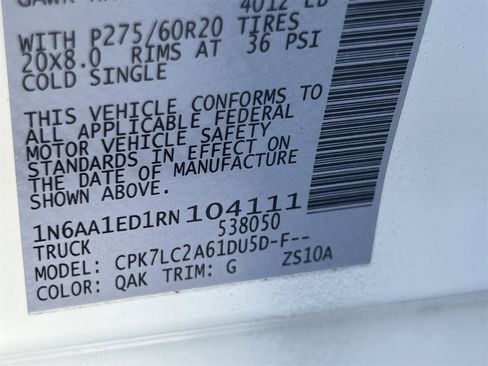 4012 LB
WITH P275/60R20 TIRES
20X8.0 RIMS AT 36 PSI
COLD SINGLE
THIS VEHICLE CONFORMS TO
ALL APPLICABLE FEDERAL
MOTOR VEHICLE SAFETY
STANDARDS IN EFFECT ON
THE DATE OF MANUFACTURE
1N6AA1ED1RN104111
538050
TRUCK
MODEL: CPK7LC2A61DU5D-F--
COLOR: QAK TRIM: G ZS10A